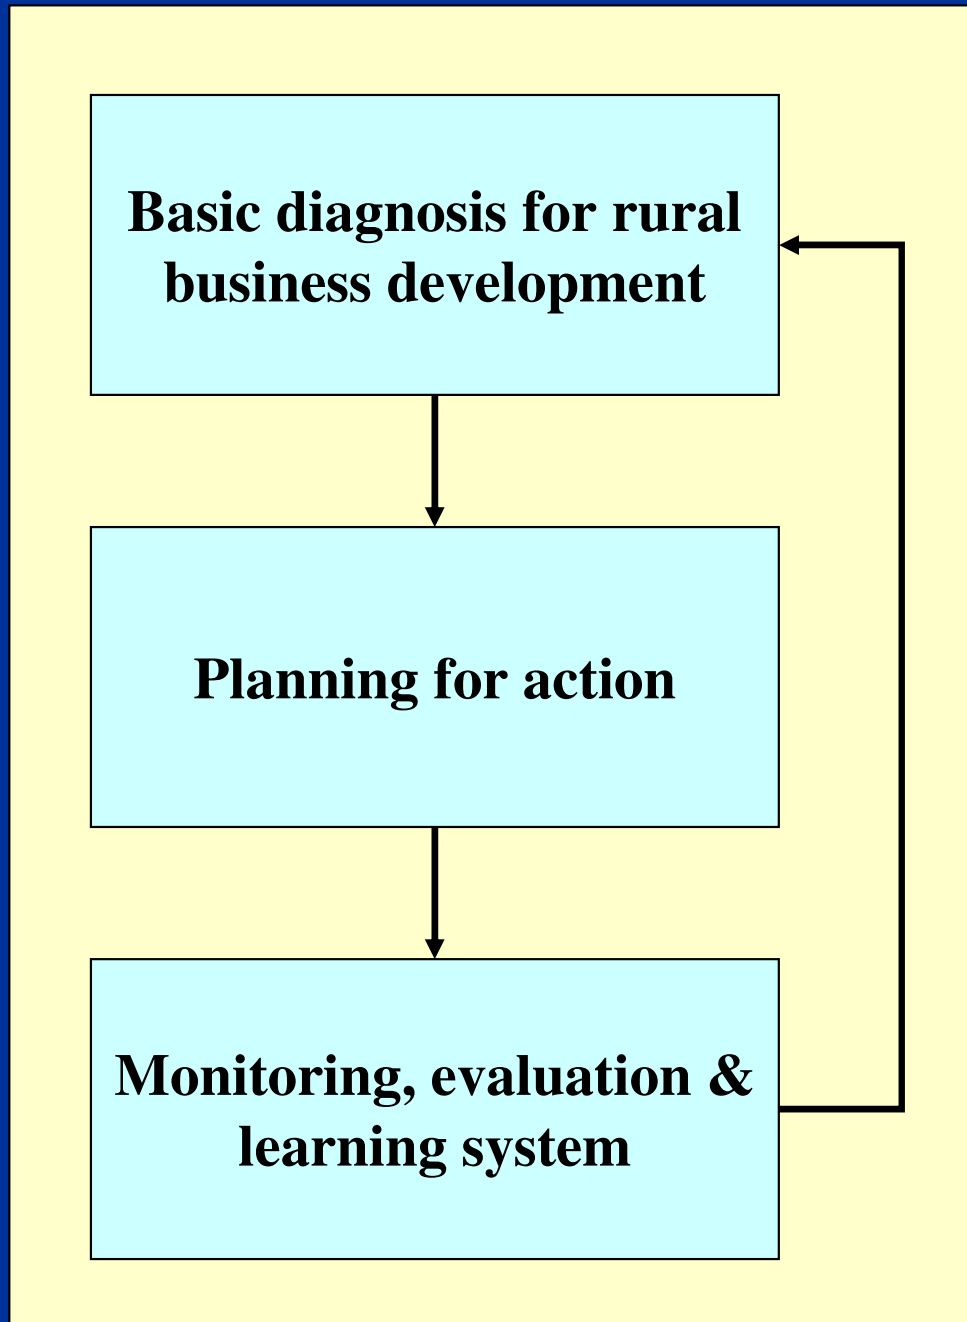 Basic diagnosis for rural
business development
Planning for action
Monitoring, evaluation &
learning system